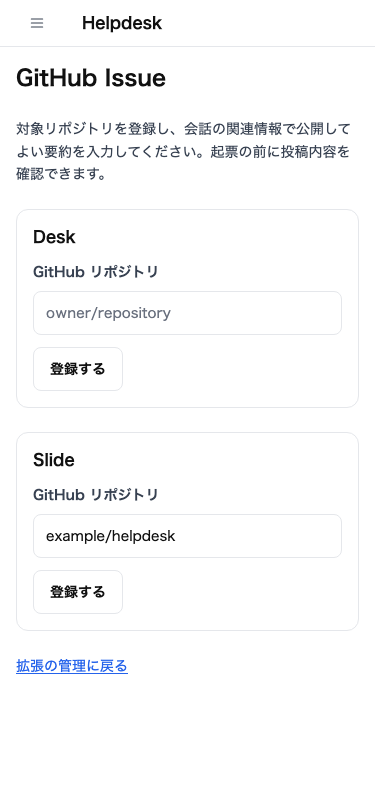 Helpdesk
GitHub Issue
対象リポジトリを登録し、会話の関連情報で公開して
よい要約を入力してください。起票の前に投稿内容を
確認できます。
Desk
GitHub リポジトリ
owner/repository
登録する
Slide
GitHub リポジトリ
example/helpdesk
登録する
拡張の管理に戻る